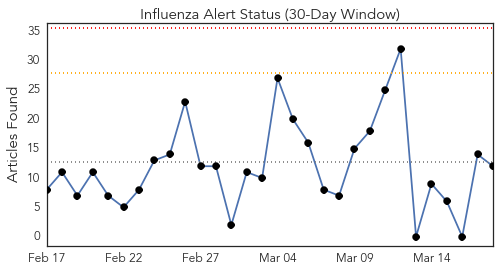 Influenza Alert Status (30-Day Window)
Articles Found
35
30
25
20
15
10
5
0
Feb 17
Feb 22
Feb 27
Mar 04
Mar 09
Mar 14